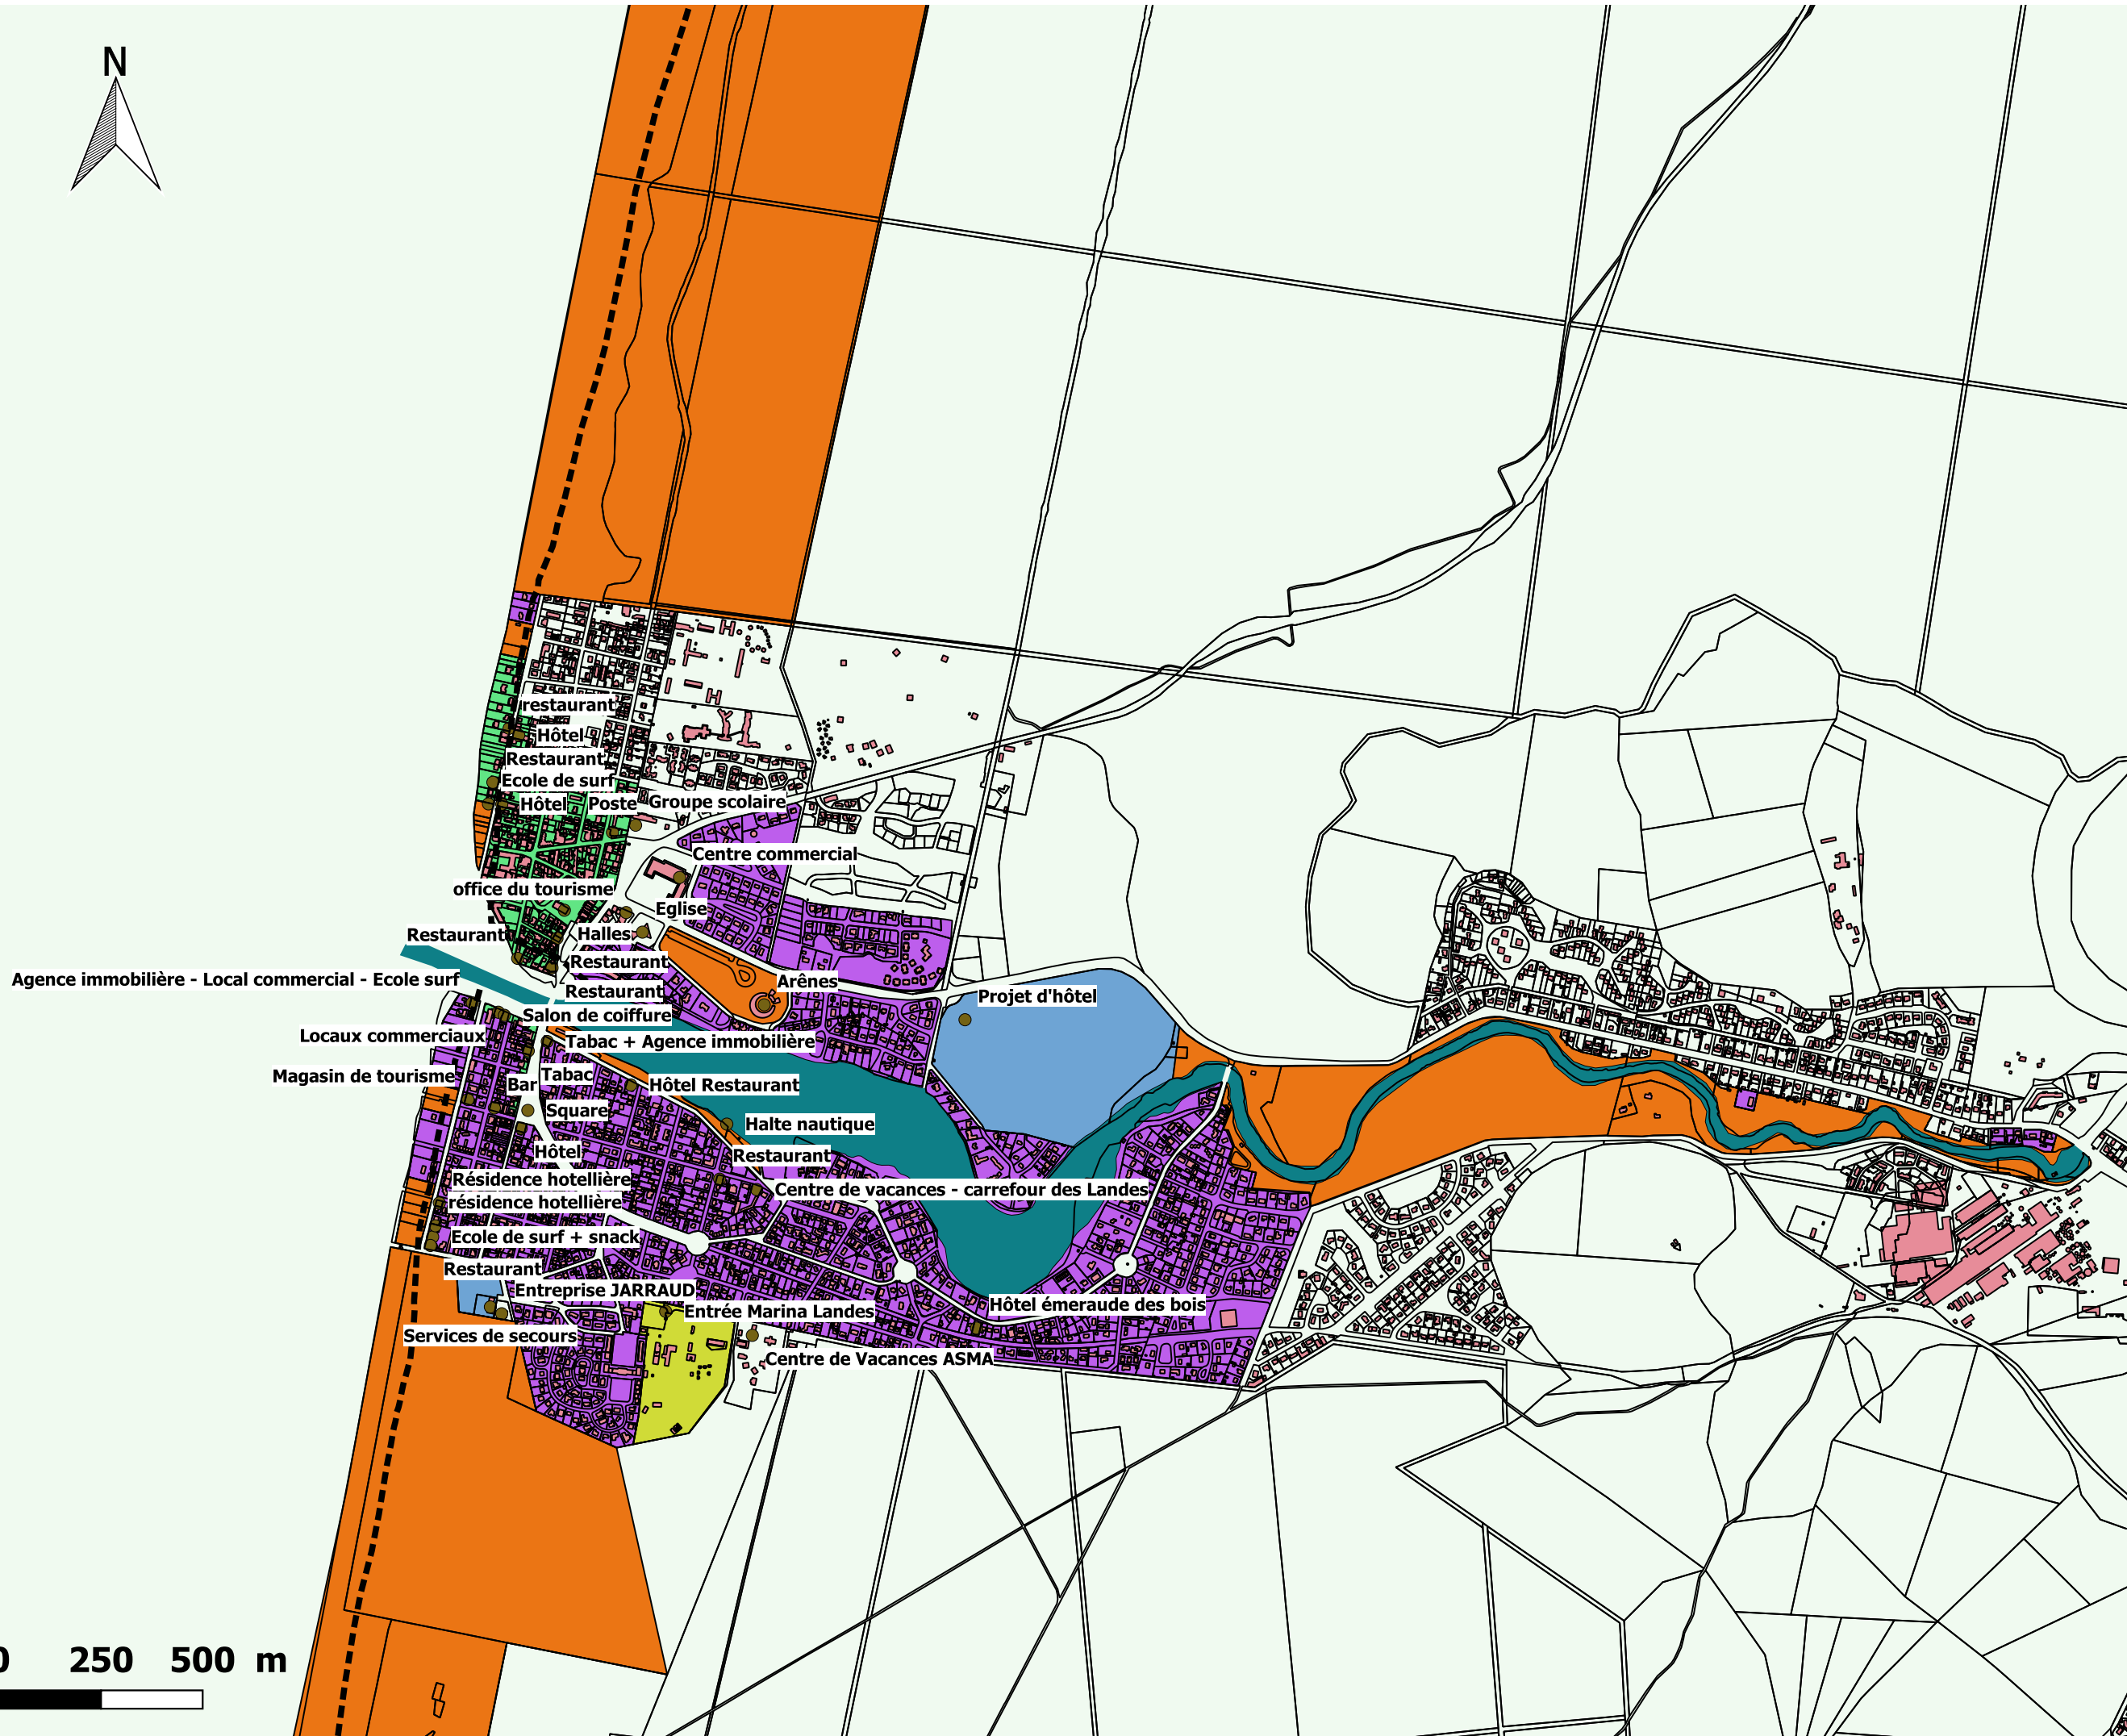 N
restaurant
Hôtel
Restaurant
Ecole de surf
Hôtel
Poste
Groupe scolaire
Centre commercial
office du tourisme
Eglise
Restaurant
Halles
Restaurant
Agence immobilière - Local commercial - Ecole surf
Arênes
Restaurant
Projet d'hôtel
Salon de coiffure
Locaux commerciaux
Tabac + Agence immobilière
Magasin de tourisme
Tabac
Bar
Hôtel Restaurant
Square
Halte nautique
Hôtel
Restaurant
Résidence hotellière
Centre de vacances - carrefour des Landes
résidence hotellière
Ecole de surf + snack
Restaurant
Entreprise JARRAUD
Hôtel émeraude des bois
Entrée Marina Landes
Services de secours
Centre de Vacances ASMA
0 250 500 m